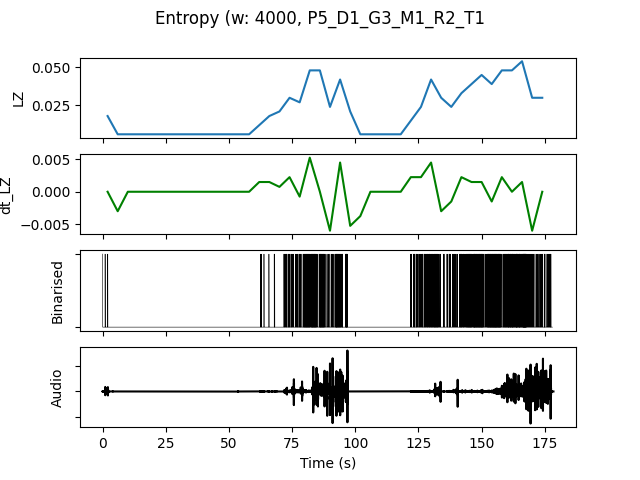 Entropy (w: 4000, P5_D1_G3_M1_R2_T1
0.050
0.025
LZ
0.005
0.000
−0.005
dt_LZ
Binarised
Audio
0 25 50 75 100 125 150 175
Time (s)